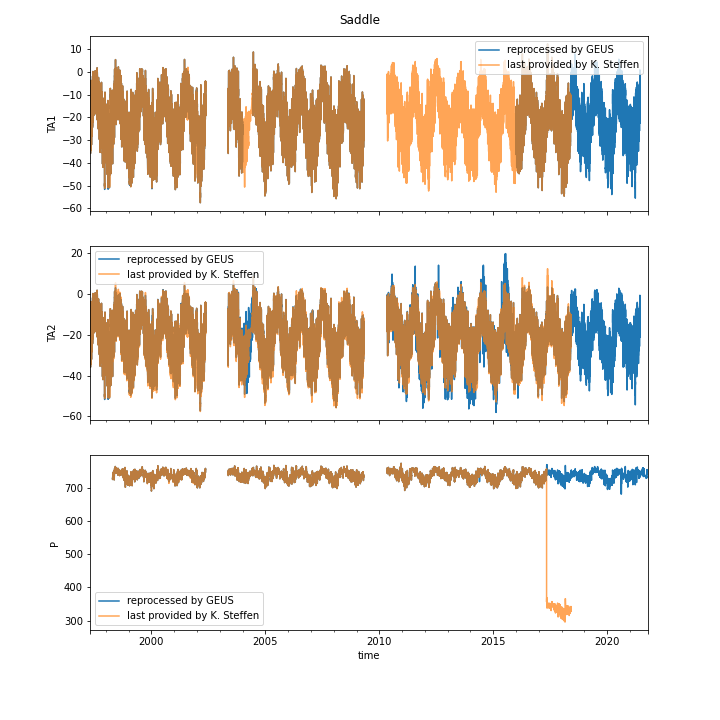 Saddle
10
0
−10
−20
−30
−40
−50
−60
TA1
reprocessed by GEUS
last provided by K. Steffen
20
0
−20
−40
−60
TA2
reprocessed by GEUS
last provided by K. Steffen
700
600
500
400
300
P
reprocessed by GEUS
last provided by K. Steffen
2000 2005 2010 2015 2020
time